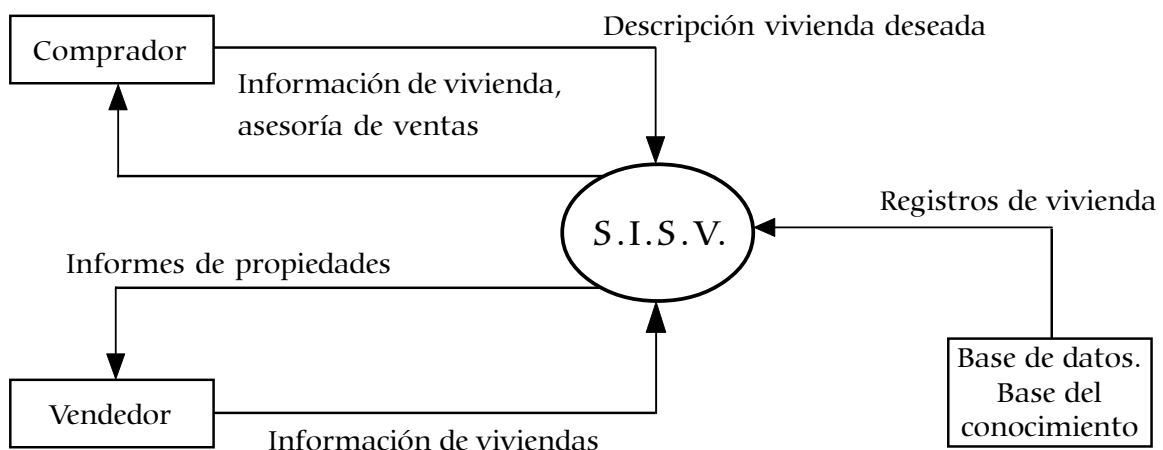 Descripción vivienda deseada
Comprador
Información de vivienda,
asesoría de ventas
Registros de vivienda
S.I.S.V.
Informes de propiedades
Base de datos.
Base del
conocimiento
Vendedor
Información de viviendas